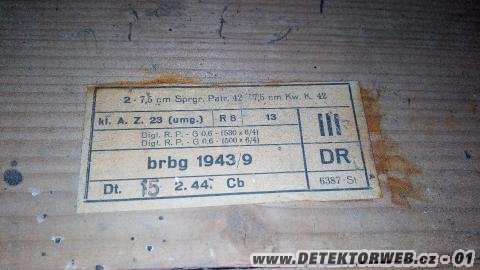 2 - 7,5 cm Sprgr. Patr. 42 7,5 cm Kw. K. 42
kl. A. Z. 23 (umg.) R 8 13
III
Digl. R. P. - G 0,6 - (530 x 6/4)
Digl. R. P. - G 0,6 - (500 x 6/4)
brbg 1943/9
DR
Dt. 15 2. 44. Cb
6387 - St
www.DETEKTORWEB.cz - 01